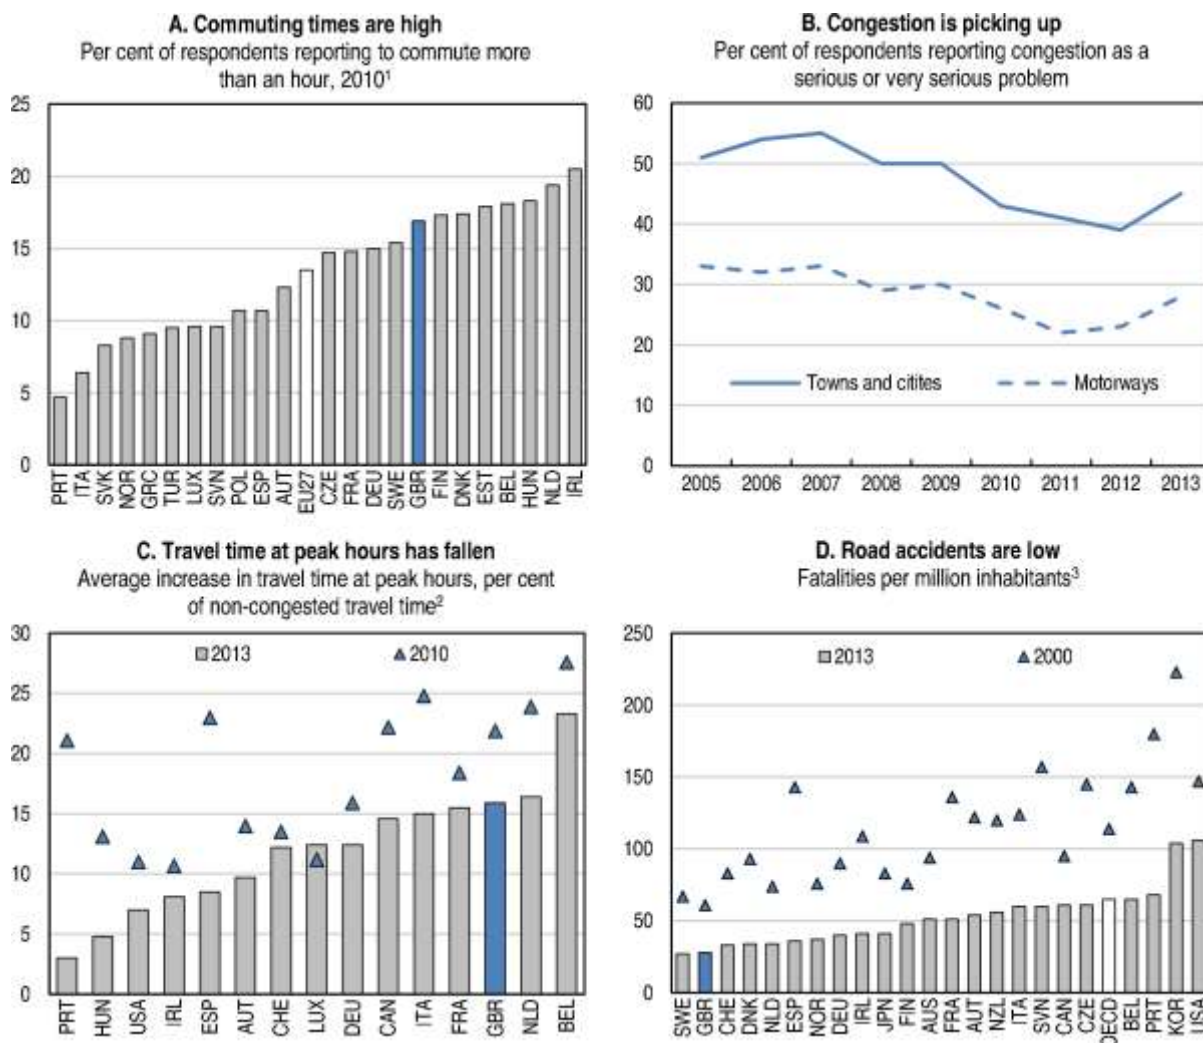 A. Commuting times are high
Per cent of respondents reporting to commute more
than an hour, 2010¹
25
20
15
10
5
0
PRT ITA SVK NOR GRC TUR LUX SVN POL ESP AUT EU27 CZE FRA DEU SWE GBR FIN DNK EST BEL HUN NLD IRL
B. Congestion is picking up
Per cent of respondents reporting congestion as a
serious or very serious problem
60
50
40
30
20
10
0
Towns and citites Motorways
2005 2006 2007 2008 2009 2010 2011 2012 2013
C. Travel time at peak hours has fallen
Average increase in travel time at peak hours, per cent
of non-congested travel time²
30
25
20
15
10
5
0
2013 2010
PRT HUN USA IRL ESP AUT CHE LUX DEU CAN ITA FRA GBR NLD BEL
D. Road accidents are low
Fatalities per million inhabitants³
250
200
150
100
50
0
2013 2000
SWE GBR CHE DNK NLD ESP NOR DEU IRL JPN FIN AUS FRA AUT NZL ITA SVN CAN CZE OECD BEL PRT KOR USA